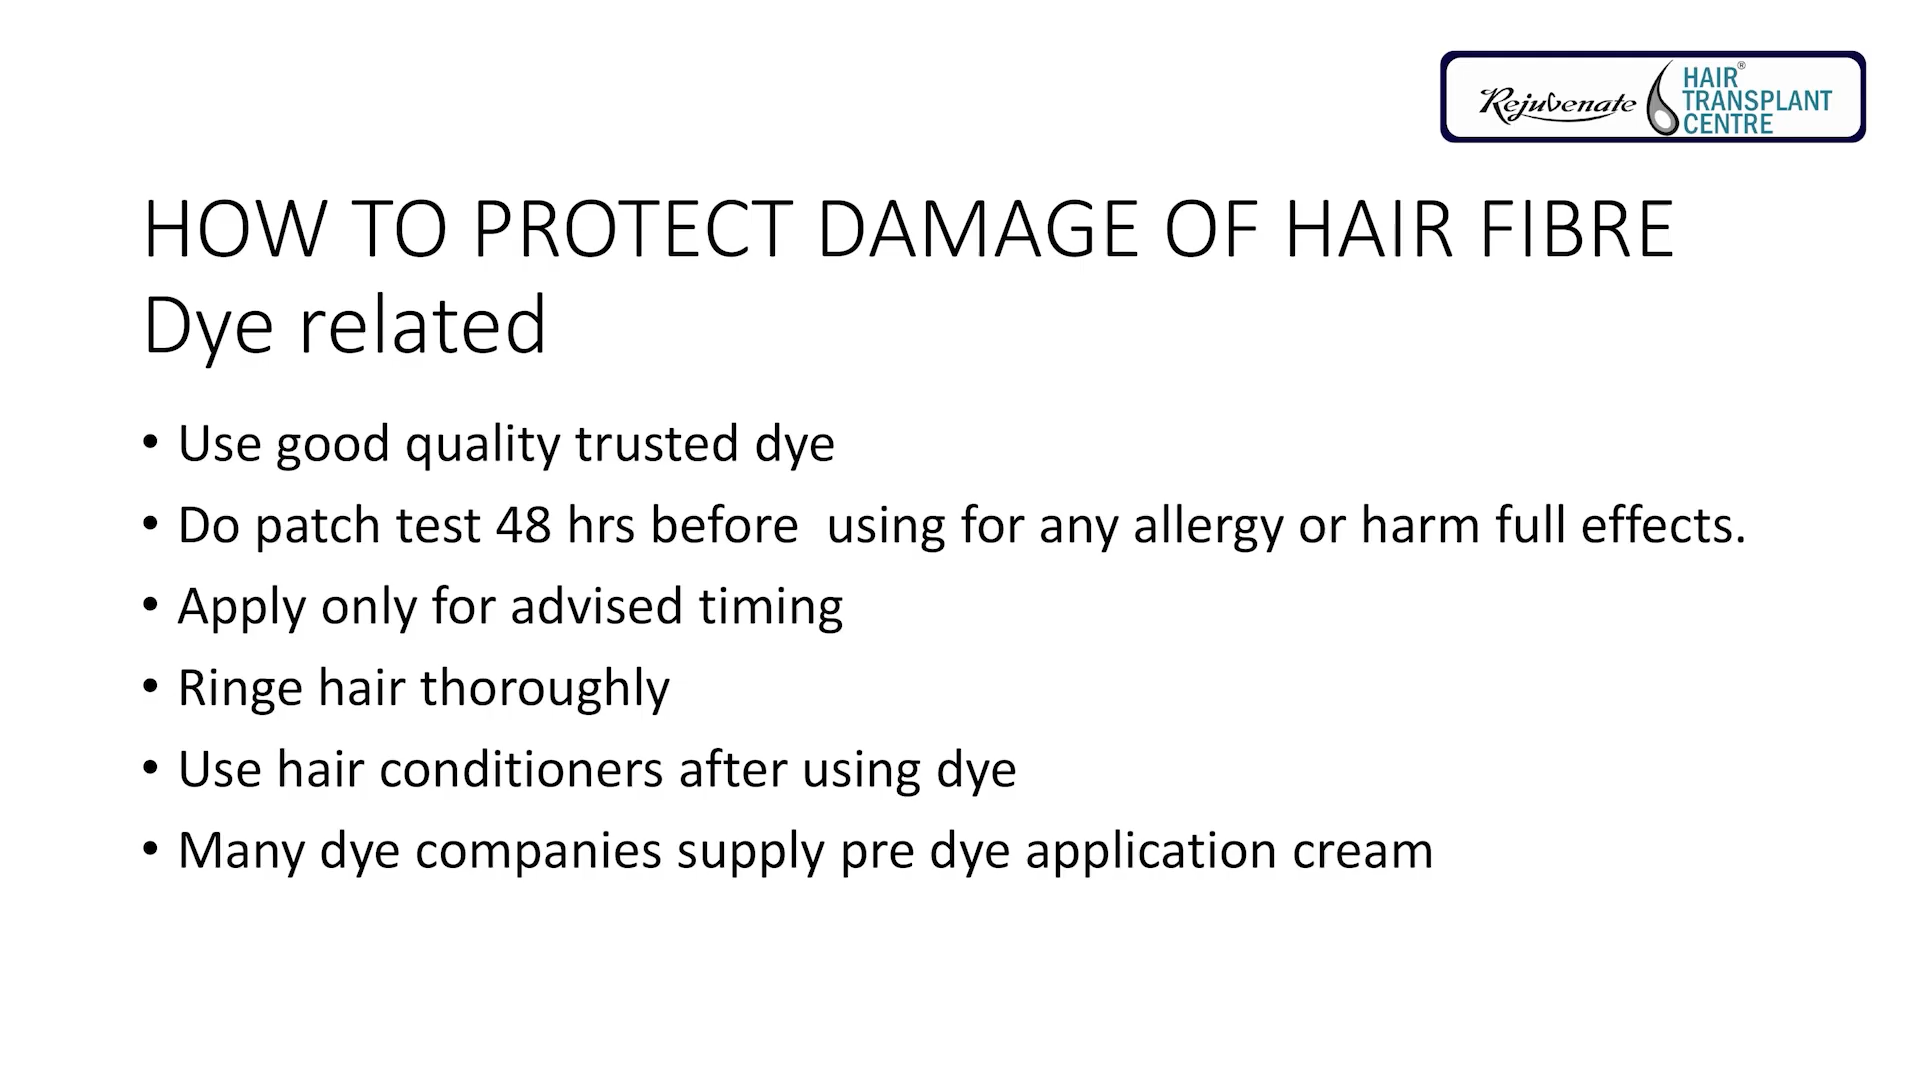 Rejuvenate
HAIR®
TRANSPLANT
CENTRE
HOW TO PROTECT DAMAGE OF HAIR FIBRE
Dye related
• Use good quality trusted dye
• Do patch test 48 hrs before  using for any allergy or harm full effects.
• Apply only for advised timing
• Ringe hair thoroughly
• Use hair conditioners after using dye
• Many dye companies supply pre dye application cream